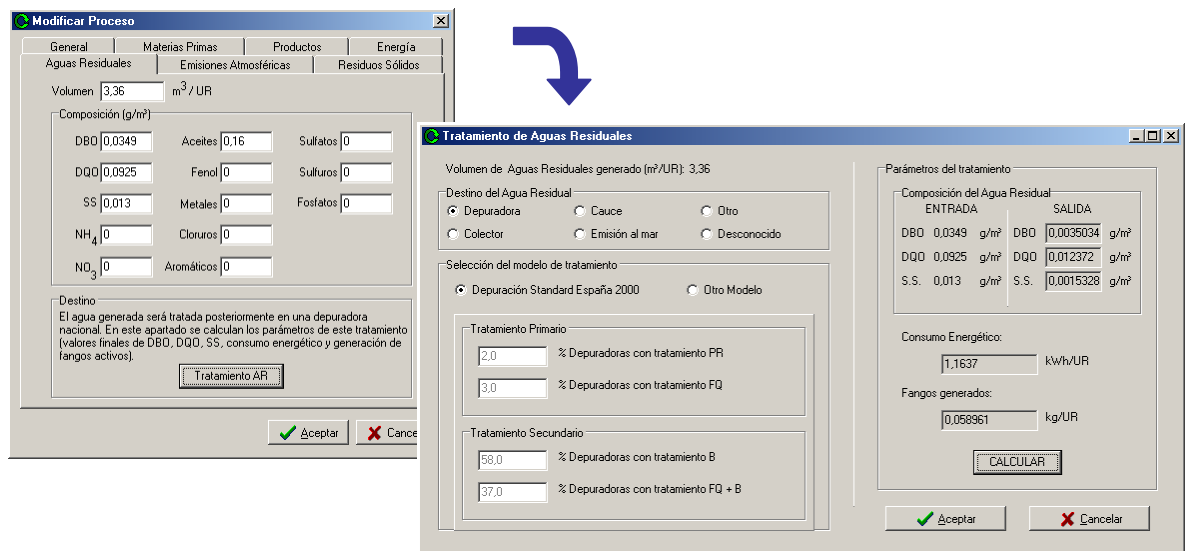 Modificar Proceso
General Materias Primas Productos Energía
Aguas Residuales Emisiones Atmosféricas Residuos Sólidos
Volumen 3,36 m3 / UR
Composición (g/m³)
DBO 0,0349 Aceites 0,16 Sulfatos 0
DQO 0,0925 Fenol 0 Sulfuros 0
SS 0,013 Metales 0 Fosfatos 0
NH4 0 Cloruros 0
NO3 0 Aromáticos 0
Destino
El agua generada será tratada posteriormente en una depuradora
nacional. En este apartado se calculan los parámetros de este tratamiento
(valores finales de DBO, DQO, SS, consumo energético y generación de
fangos activos).
Tratamiento AR
Aceptar Cance
Tratamiento de Aguas Residuales
Volumen de Aguas Residuales generado (m³/UR): 3,36
Destino del Agua Residual
Depuradora Cauce Otro
Colector Emisión al mar Desconocido
Selección del modelo de tratamiento
Depuración Standard España 2000 Otro Modelo
Tratamiento Primario
2,0 % Depuradoras con tratamiento PR
3,0 % Depuradoras con tratamiento FQ
Tratamiento Secundario
58,0 % Depuradoras con tratamiento B
37,0 % Depuradoras con tratamiento FQ + B
Parámetros del tratamiento
Composición del Agua Residual
ENTRADA SALIDA
DBO 0,0349 g/m³ DBO 0,0035034 g/m³
DQO 0,0925 g/m³ DQO 0,012372 g/m³
S.S. 0,013 g/m³ S.S. 0,0015328 g/m³
Consumo Energético:
1,1637 kWh/UR
Fangos generados:
0,058961 kg/UR
CALCULAR
Aceptar Cancelar